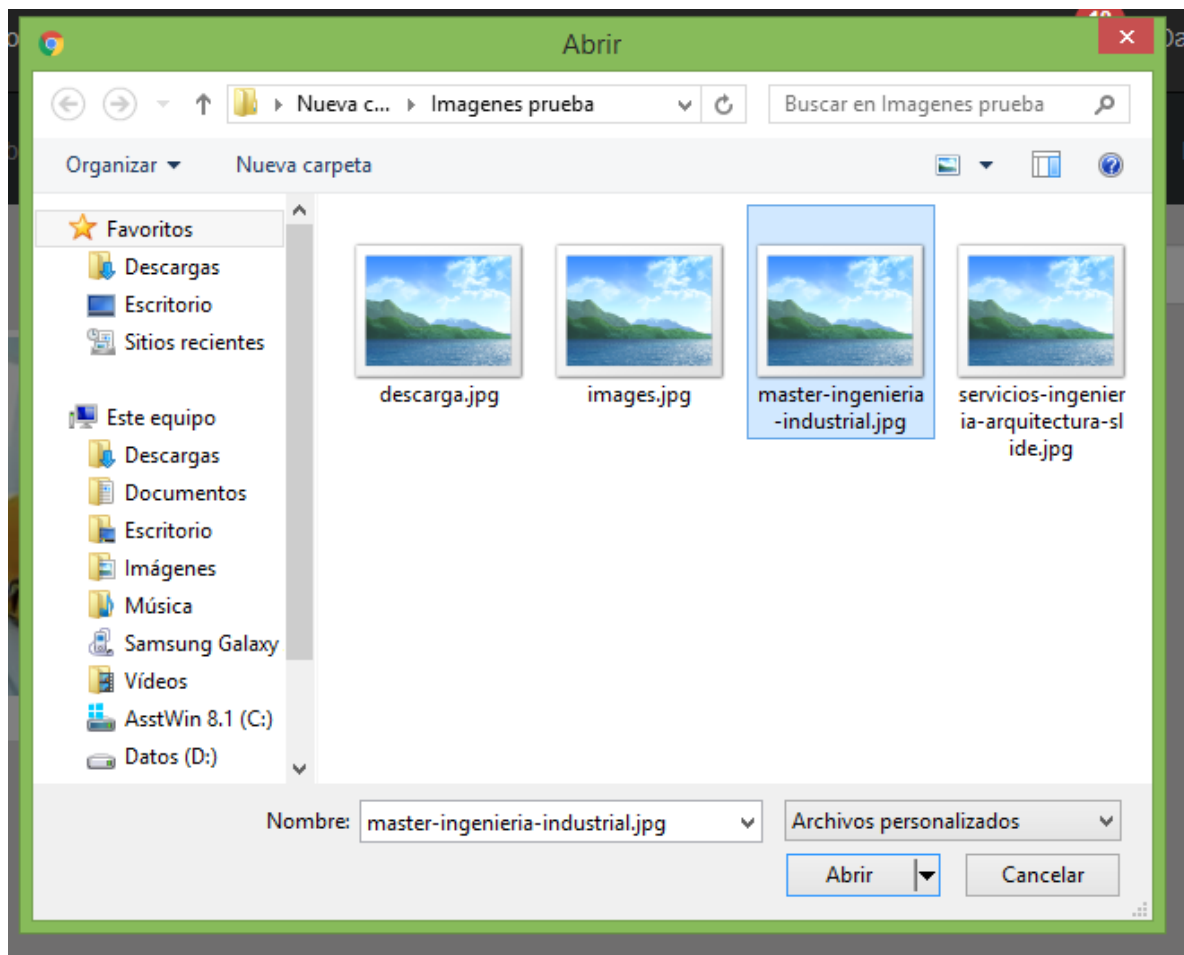 Abrir
Nueva c... Imagenes prueba
Buscar en Imagenes prueba
Organizar
Nueva carpeta
Favoritos
Descargas
Escritorio
Sitios recientes
Este equipo
Descargas
Documentos
Escritorio
Imágenes
Música
Samsung Galaxy
Vídeos
AsstWin 8.1 (C:)
Datos (D:)
descarga.jpg
images.jpg
master-ingenieria
-industrial.jpg
servicios-ingenier
ia-arquitectura-sl
ide.jpg
Nombre: master-ingenieria-industrial.jpg
Archivos personalizados
Abrir
Cancelar